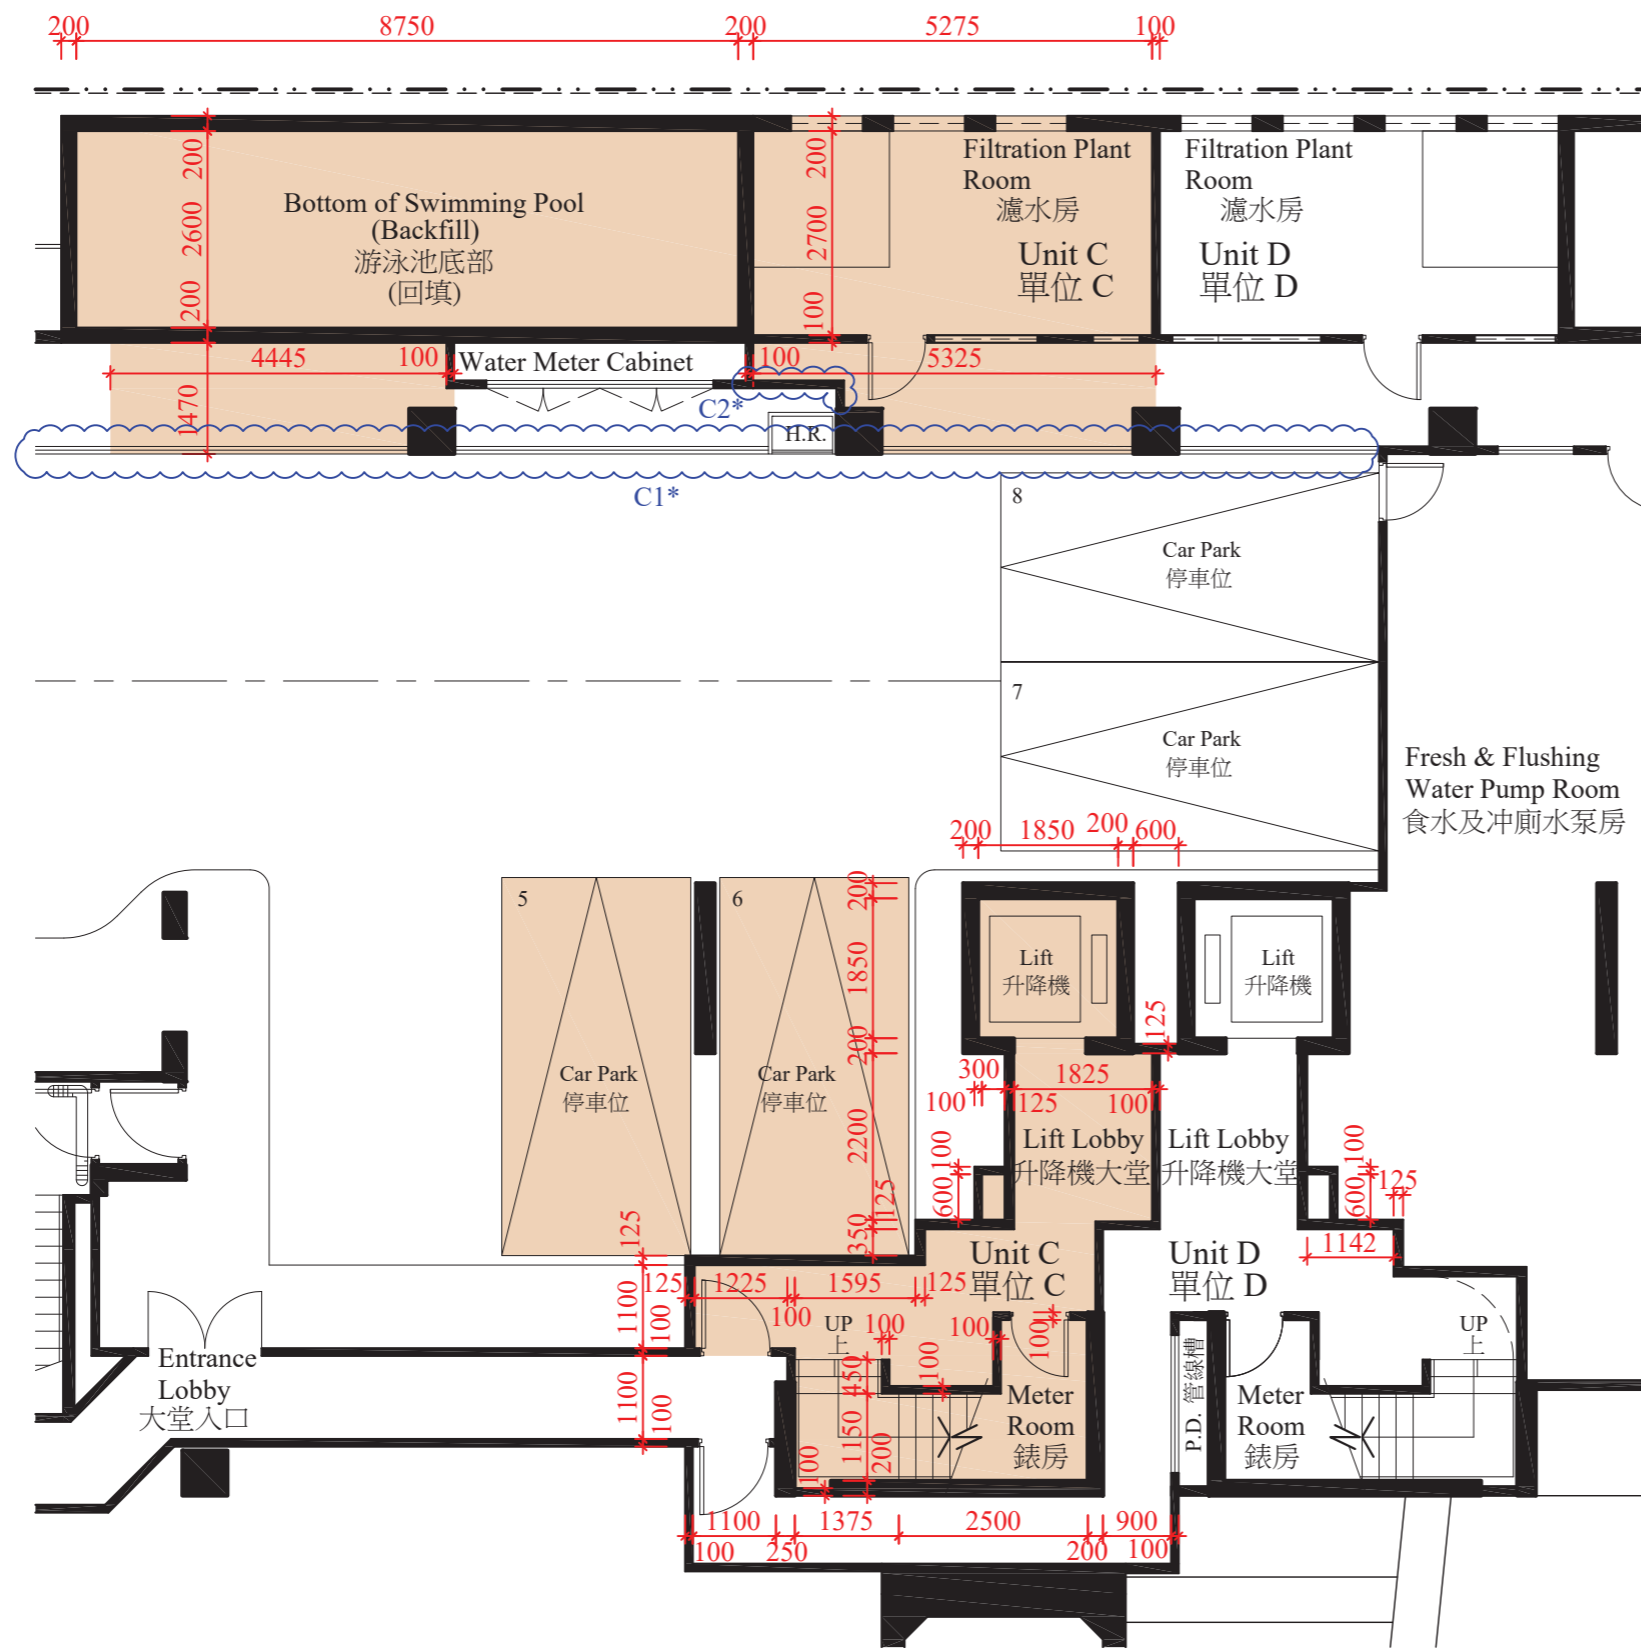 200 8750 200 5275 100
200
2600
200
Bottom of Swimming Pool
(Backfill)
游泳池底部
(回填)
200
2700
100
Filtration Plant
Room
濾水房
Unit C
單位 C
Filtration Plant
Room
濾水房
Unit D
單位 D
4445 100 Water Meter Cabinet 100 5325
1470
C2*
H.R.
C1*
8
Car Park
停車位
7
Car Park
停車位
Fresh & Flushing
Water Pump Room
食水及冲廁水泵房
200 1850 200 600
5
Car Park
停車位
6
Car Park
停車位
200
1850
200
2200
125
350
Lift
升降機
Lift
升降機
125
300 1825
100 125 100
Lift Lobby
升降機大堂
Lift Lobby
升降機大堂
100
600
100
600
125
1142
Unit C
單位 C
Unit D
單位 D
125
1100
100
125 1225 1595 125
100
UP
上
100
100
100
UP
上
Entrance
Lobby
大堂入口
1100
100
450
1150
200
100
100
Meter
Room
錶房
P.D. 管線槽
Meter
Room
錶房
1100 1375 2500 900
100 250 200 100